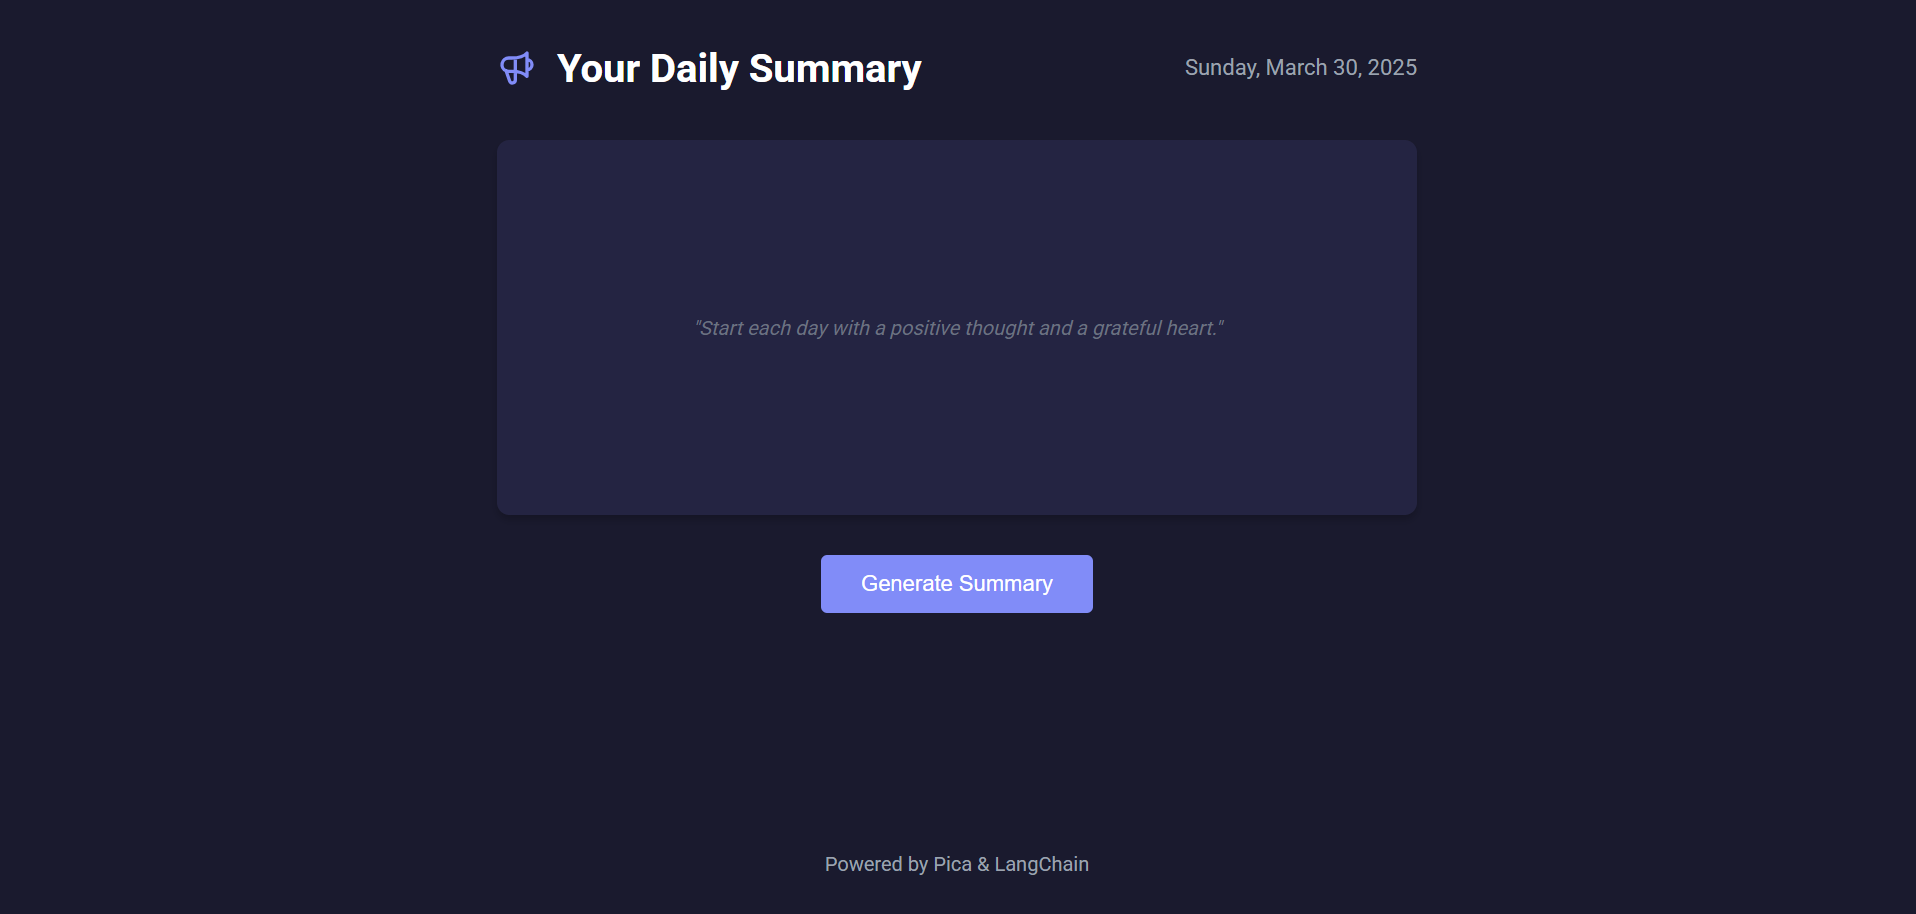 Your Daily Summary
Sunday, March 30, 2025
"Start each day with a positive thought and a grateful heart."
Generate Summary
Powered by Pica & LangChain